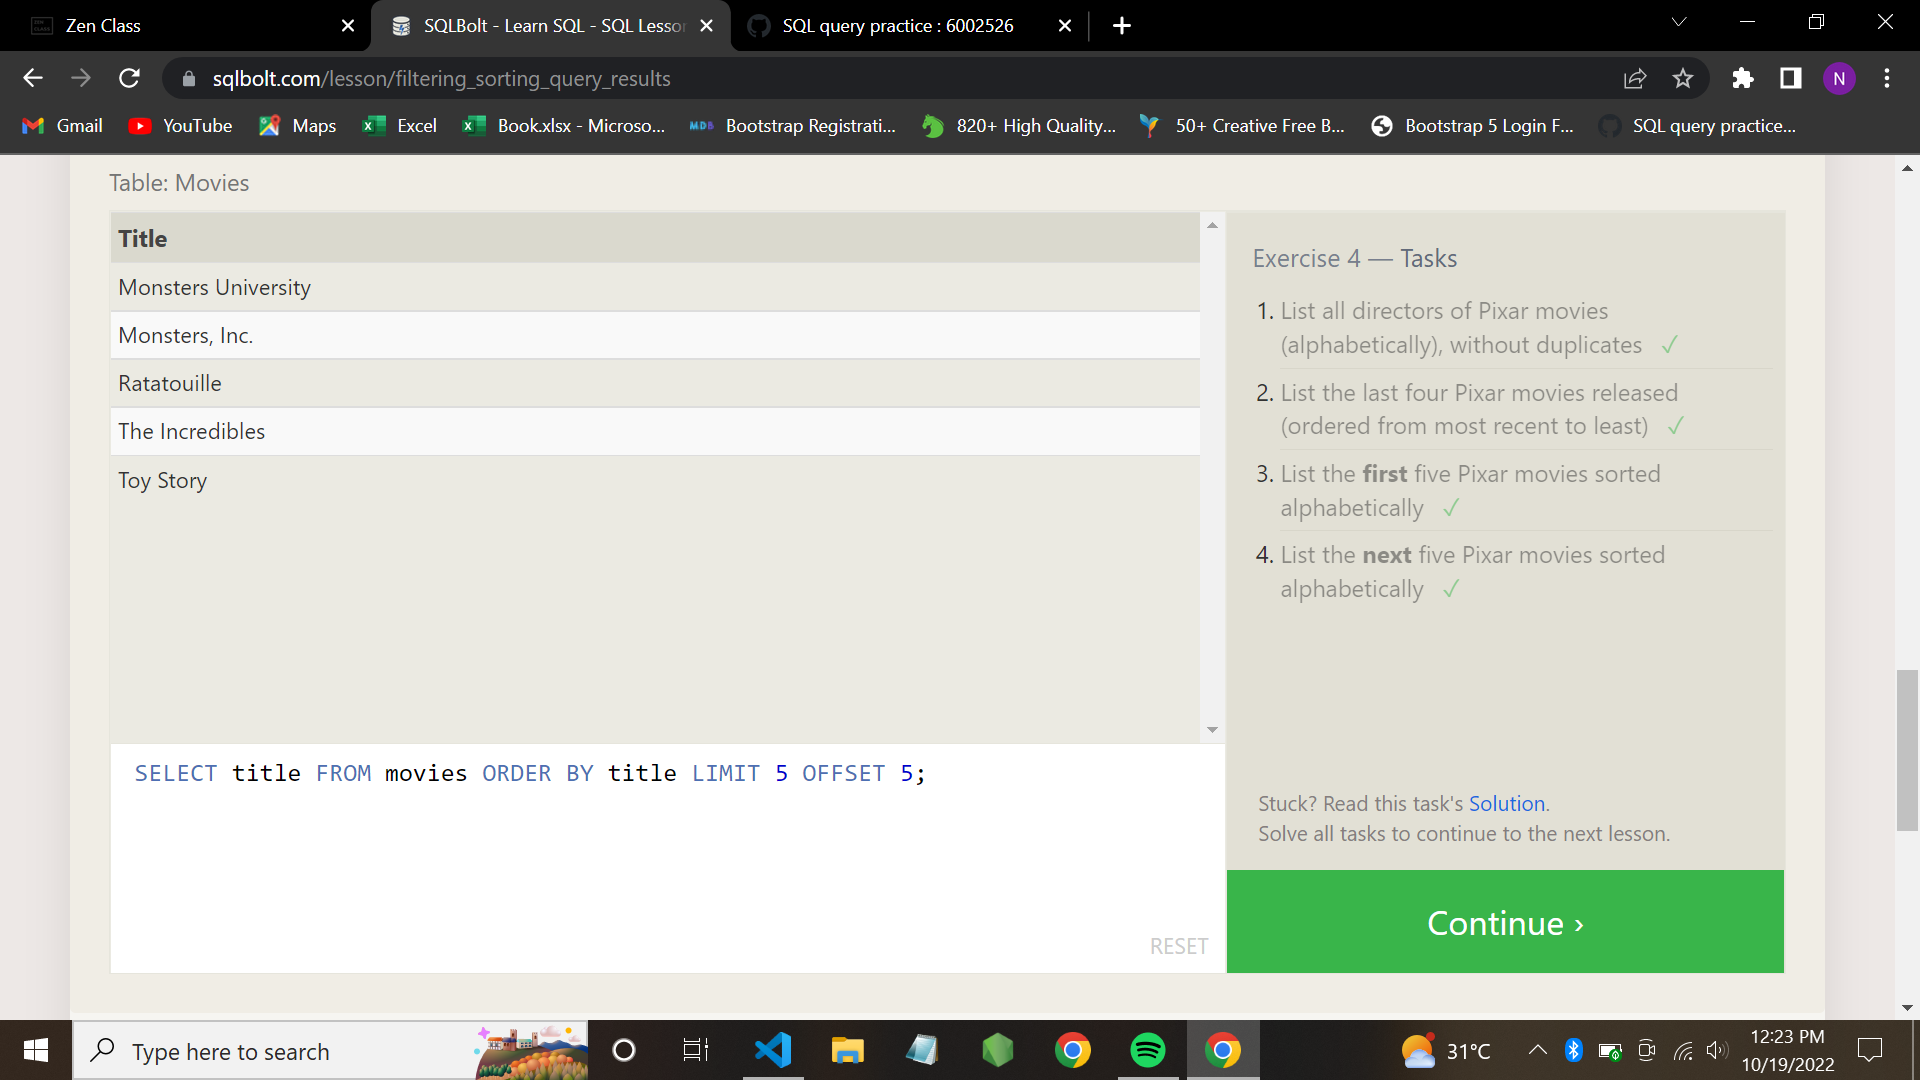 Zen Class
SQLBolt - Learn SQL - SQL Lesso
SQL query practice : 6002526
sqlbolt.com/lesson/filtering_sorting_query_results
N
Gmail
YouTube
Maps
Excel
Book.xlsx - Microso...
MDB
Bootstrap Registrati...
820+ High Quality...
50+ Creative Free B...
Bootstrap 5 Login F...
SQL query practice...
Table: Movies
Title
Monsters University
Monsters, Inc.
Ratatouille
The Incredibles
Toy Story
SELECT title FROM movies ORDER BY title LIMIT 5 OFFSET 5;
RESET
Exercise 4 — Tasks
1. List all directors of Pixar movies
(alphabetically), without duplicates ✓
2. List the last four Pixar movies released
(ordered from most recent to least) ✓
3. List the first five Pixar movies sorted
alphabetically ✓
4. List the next five Pixar movies sorted
alphabetically ✓
Stuck? Read this task's Solution.
Solve all tasks to continue to the next lesson.
Continue ›
Type here to search
31°C
12:23 PM
10/19/2022